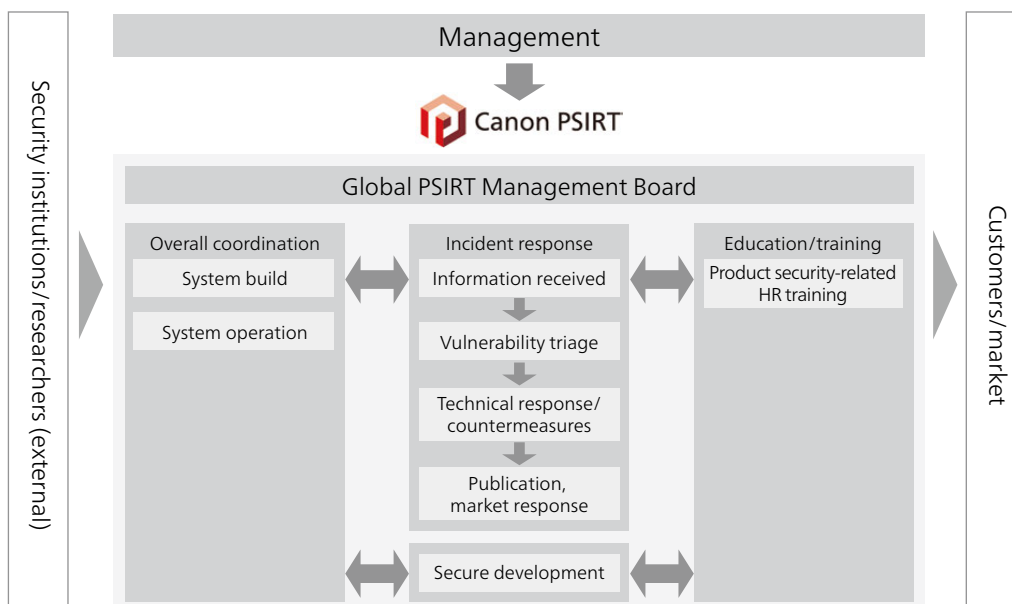 Management
Canon PSIRT
Security institutions/researchers (external)
Global PSIRT Management Board
Overall coordination
System build
System operation
Incident response
Information received
Vulnerability triage
Technical response/
countermeasures
Publication,
market response
Secure development
Education/training
Product security-related
HR training
Customers/market